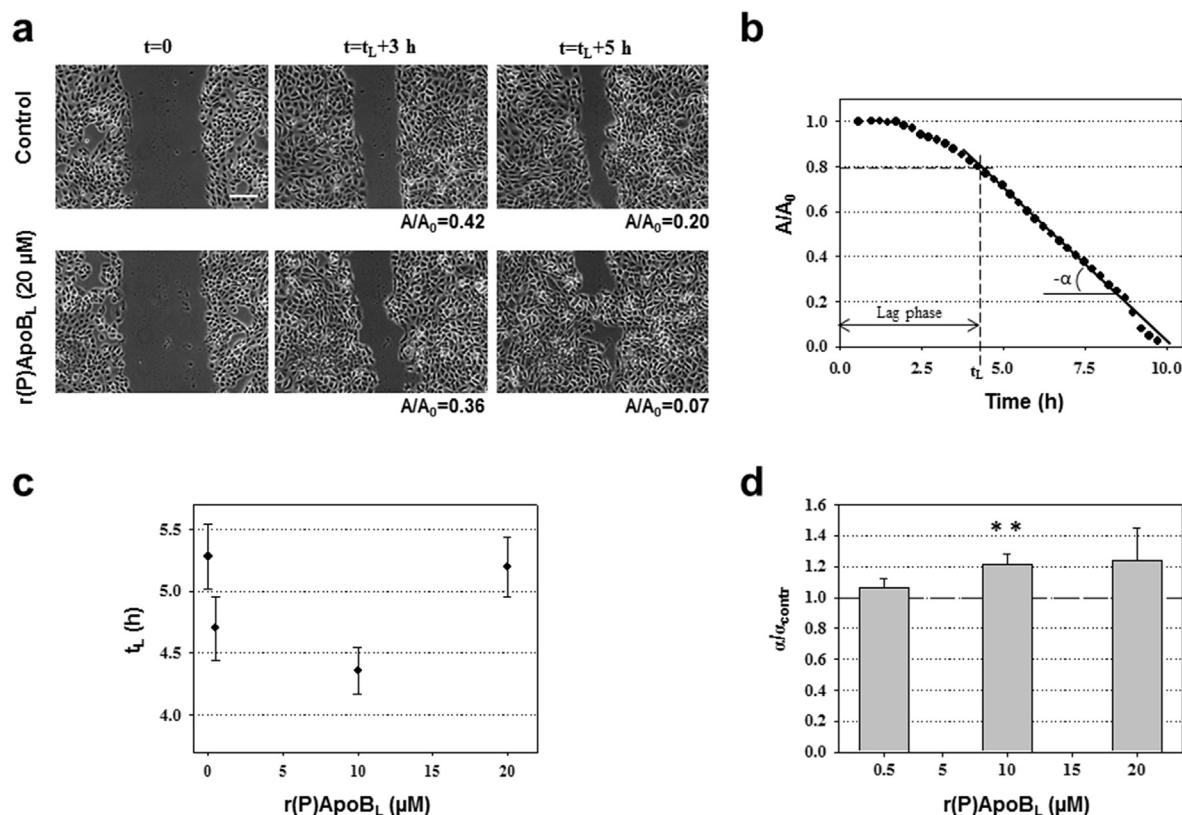 a
t=0
t=tL+3 h
t=tL+5 h
Control
A/A0=0.42
A/A0=0.20
r(P)ApoBL (20 µM)
A/A0=0.36
A/A0=0.07
b
A/A0
1.0
0.8
0.6
0.4
0.2
0.0
-α
Lag phase
0.0
2.5
tL
5.0
7.5
10.0
Time (h)
c
tL (h)
5.5
5.0
4.5
4.0
0
5
10
15
20
r(P)ApoBL (µM)
d
α/αcontr
1.6
1.4
1.2
1.0
0.8
0.6
0.4
0.2
0.0
**
0.5
5
10
15
20
r(P)ApoBL (µM)